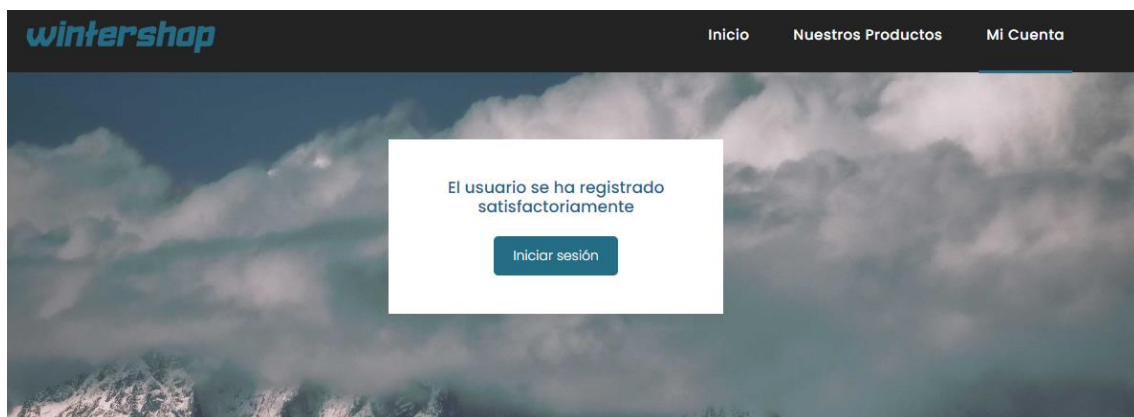 wintershop
Inicio Nuestros Productos Mi Cuenta
El usuario se ha registrado
satisfactoriamente
Iniciar sesión